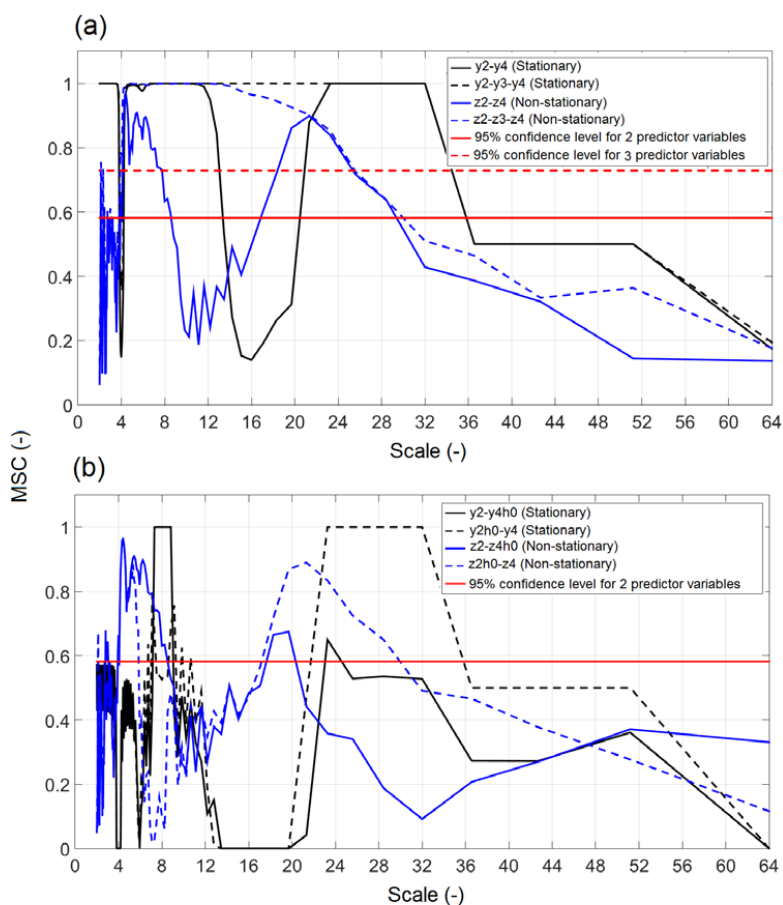 (a)
y2-y4 (Stationary)
y2-y3-y4 (Stationary)
z2-z4 (Non-stationary)
z2-z3-z4 (Non-stationary)
95% confidence level for 2 predictor variables
95% confidence level for 3 predictor variables
1
0.8
0.6
0.4
0.2
0
0 4 8 12 16 20 24 28 32 36 40 44 48 52 56 60 64
Scale (-)
MSC (-)
(b)
y2-y4h0 (Stationary)
y2h0-y4 (Stationary)
z2-z4h0 (Non-stationary)
z2h0-z4 (Non-stationary)
95% confidence level for 2 predictor variables
1
0.8
0.6
0.4
0.2
0
0 4 8 12 16 20 24 28 32 36 40 44 48 52 56 60 64
Scale (-)